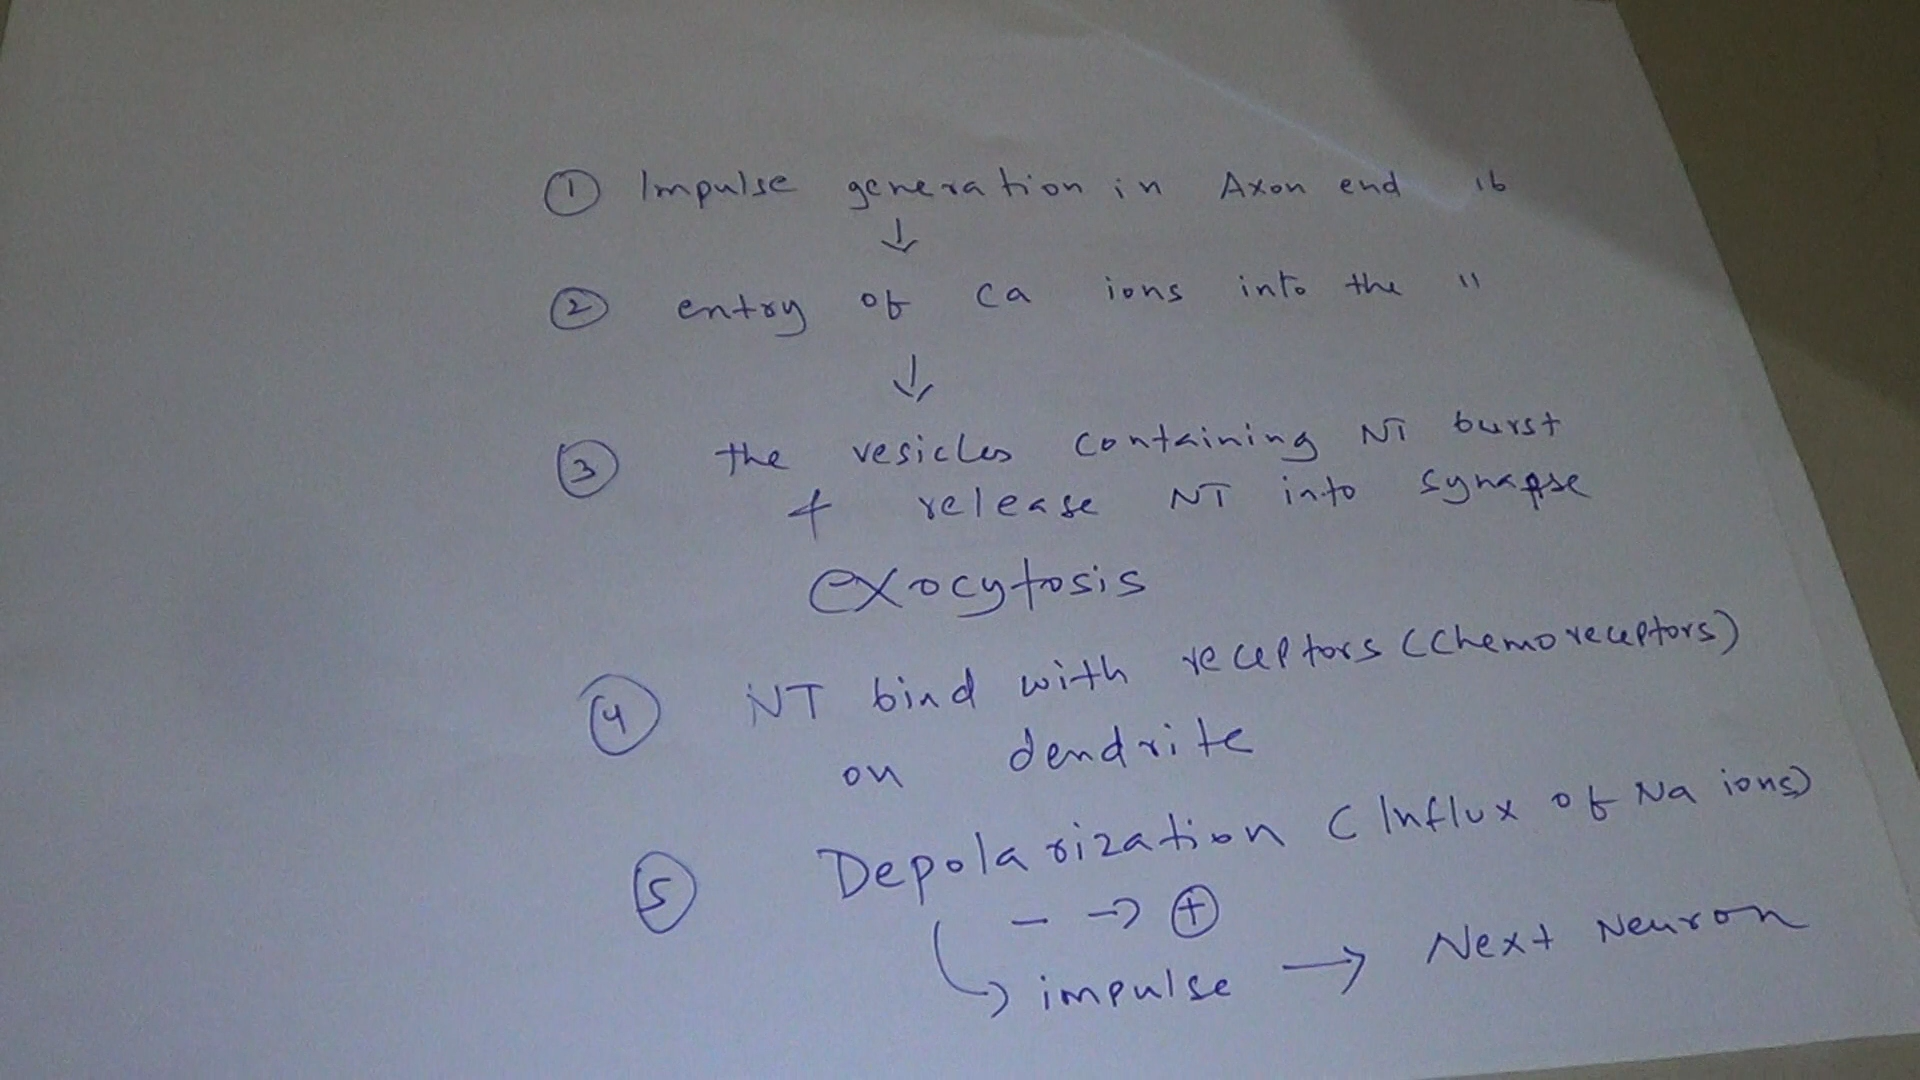 ① Impulse generation in Axon end
↓
② entry of Ca ions into the "
↓
③ the vesicles containing NT burst
+ release NT into synapse
exocytosis
④ NT bind with receptors (Chemoreceptors)
on dendrite
⑤ Depolarization (Influx of Na ions)
- → ⊕
↳ impulse → Next Neuron